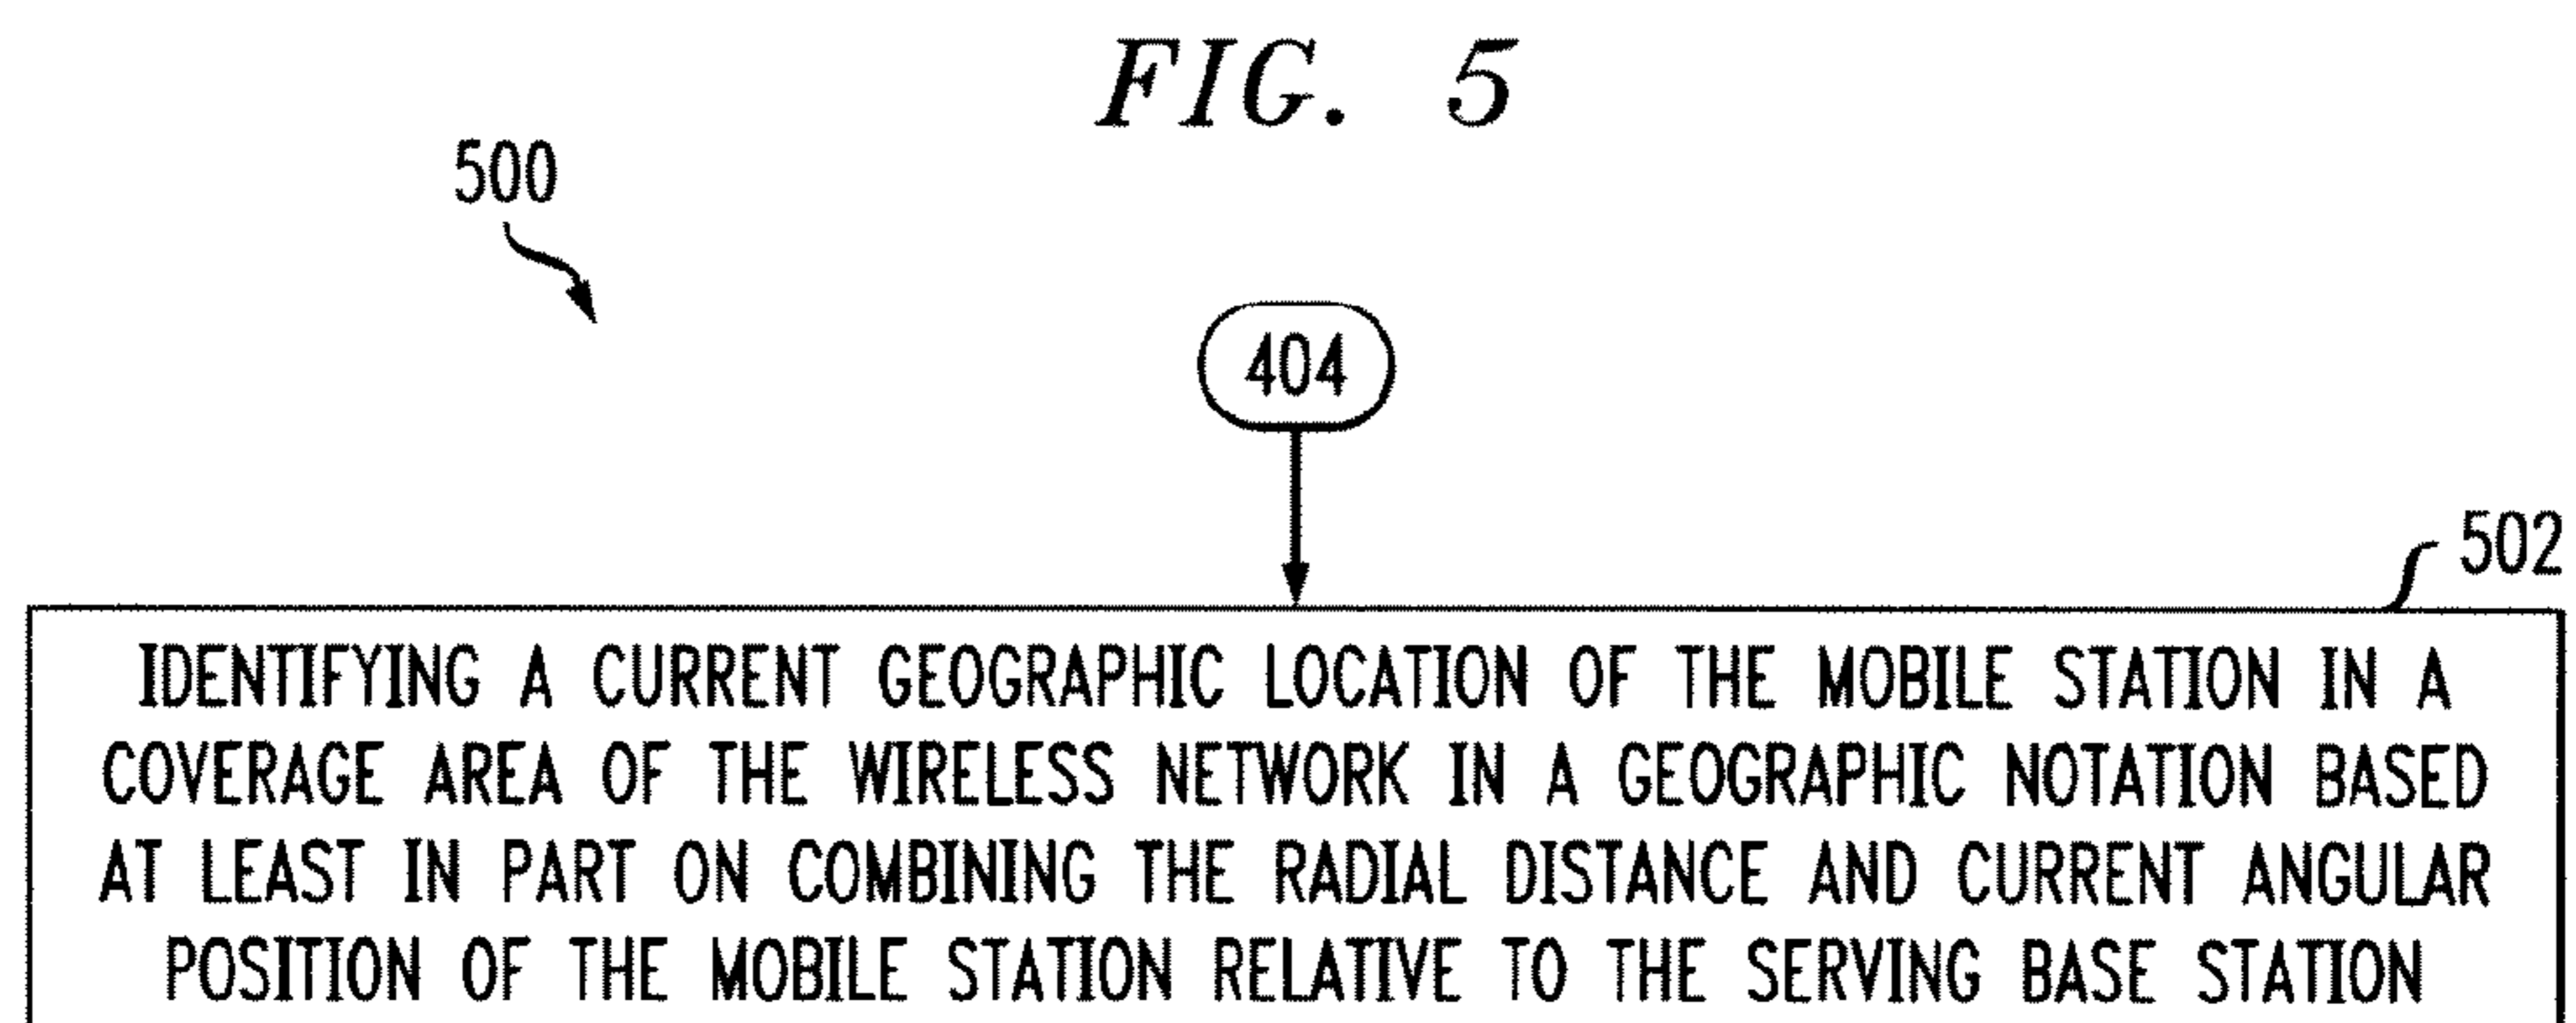 FIG. 5
500
404
502
IDENTIFYING A CURRENT GEOGRAPHIC LOCATION OF THE MOBILE STATION IN A
COVERAGE AREA OF THE WIRELESS NETWORK IN A GEOGRAPHIC NOTATION BASED
AT LEAST IN PART ON COMBINING THE RADIAL DISTANCE AND CURRENT ANGULAR
POSITION OF THE MOBILE STATION RELATIVE TO THE SERVING BASE STATION